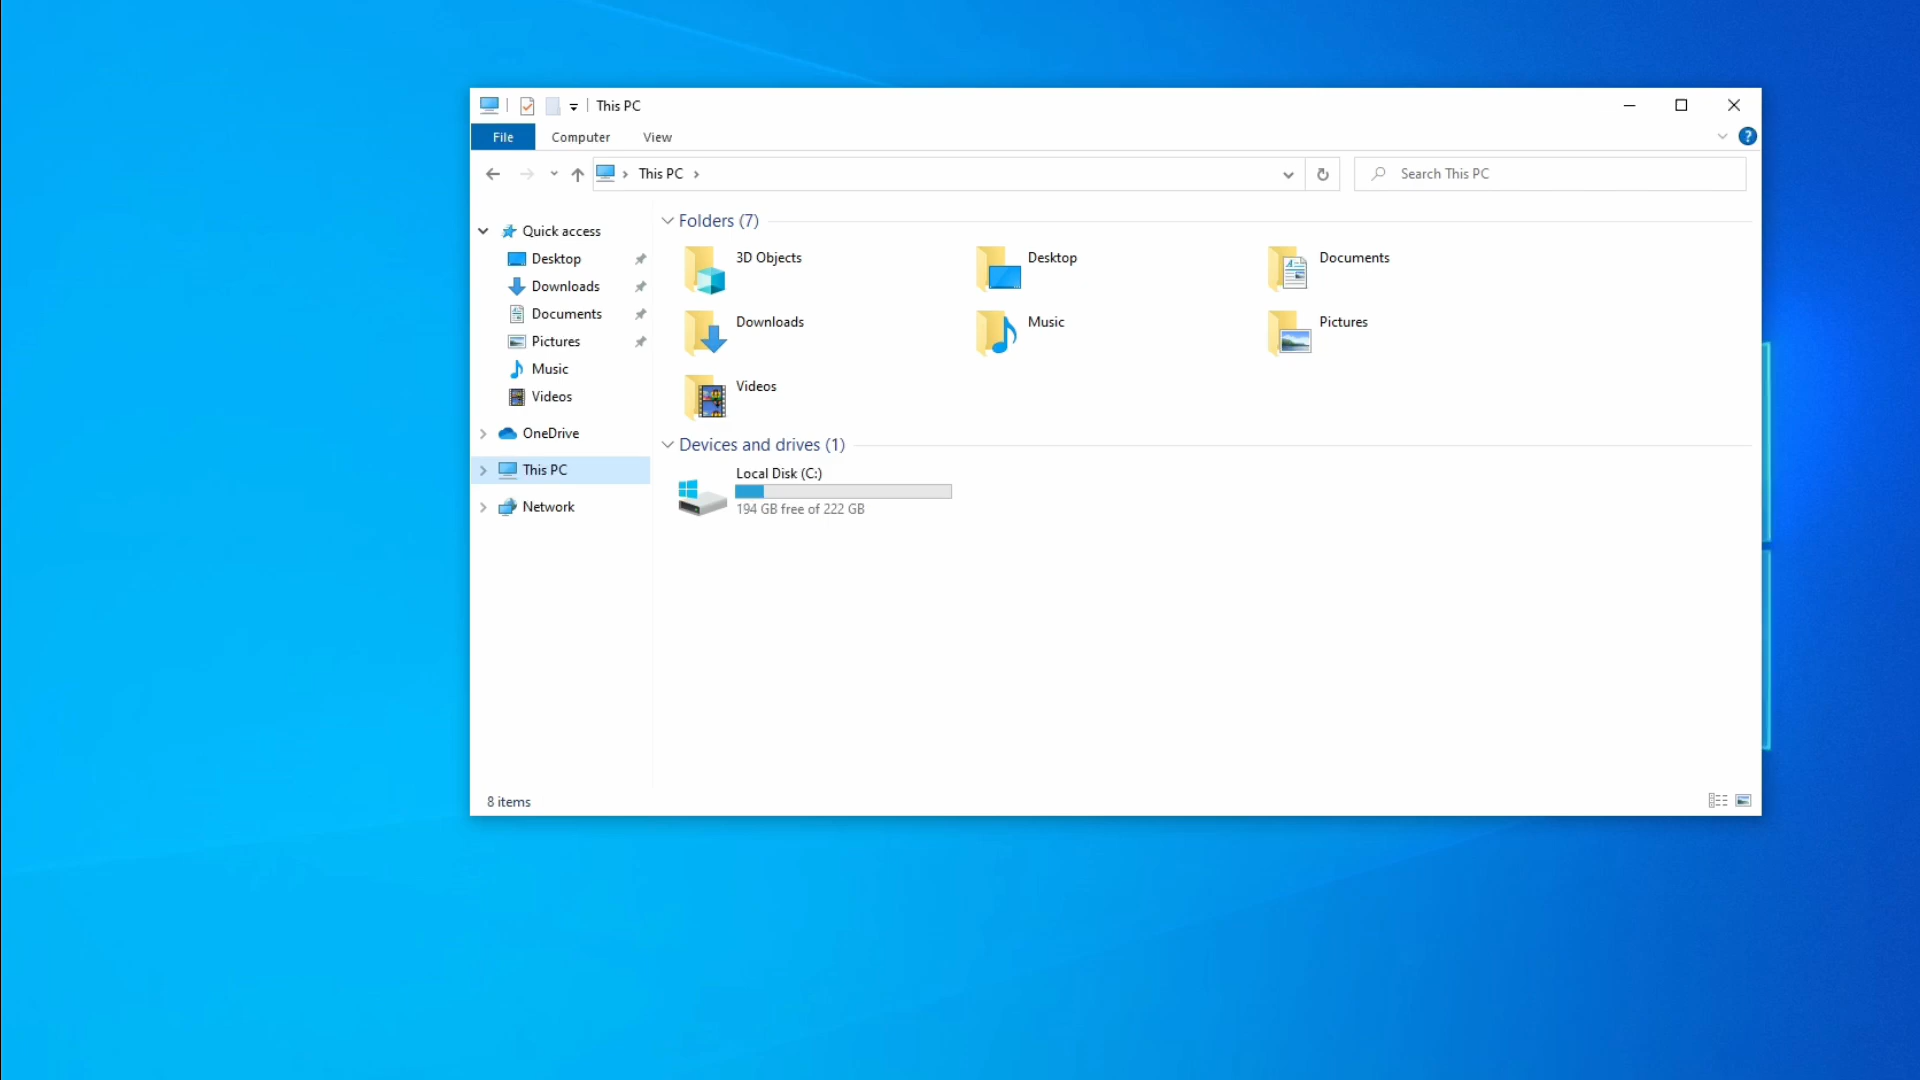 This PC
File Computer View
This PC
Search This PC
Quick access
Desktop
Downloads
Documents
Pictures
Music
Videos
OneDrive
This PC
Network
Folders (7)
3D Objects
Desktop
Documents
Downloads
Music
Pictures
Videos
Devices and drives (1)
Local Disk (C:)
194 GB free of 222 GB
8 items